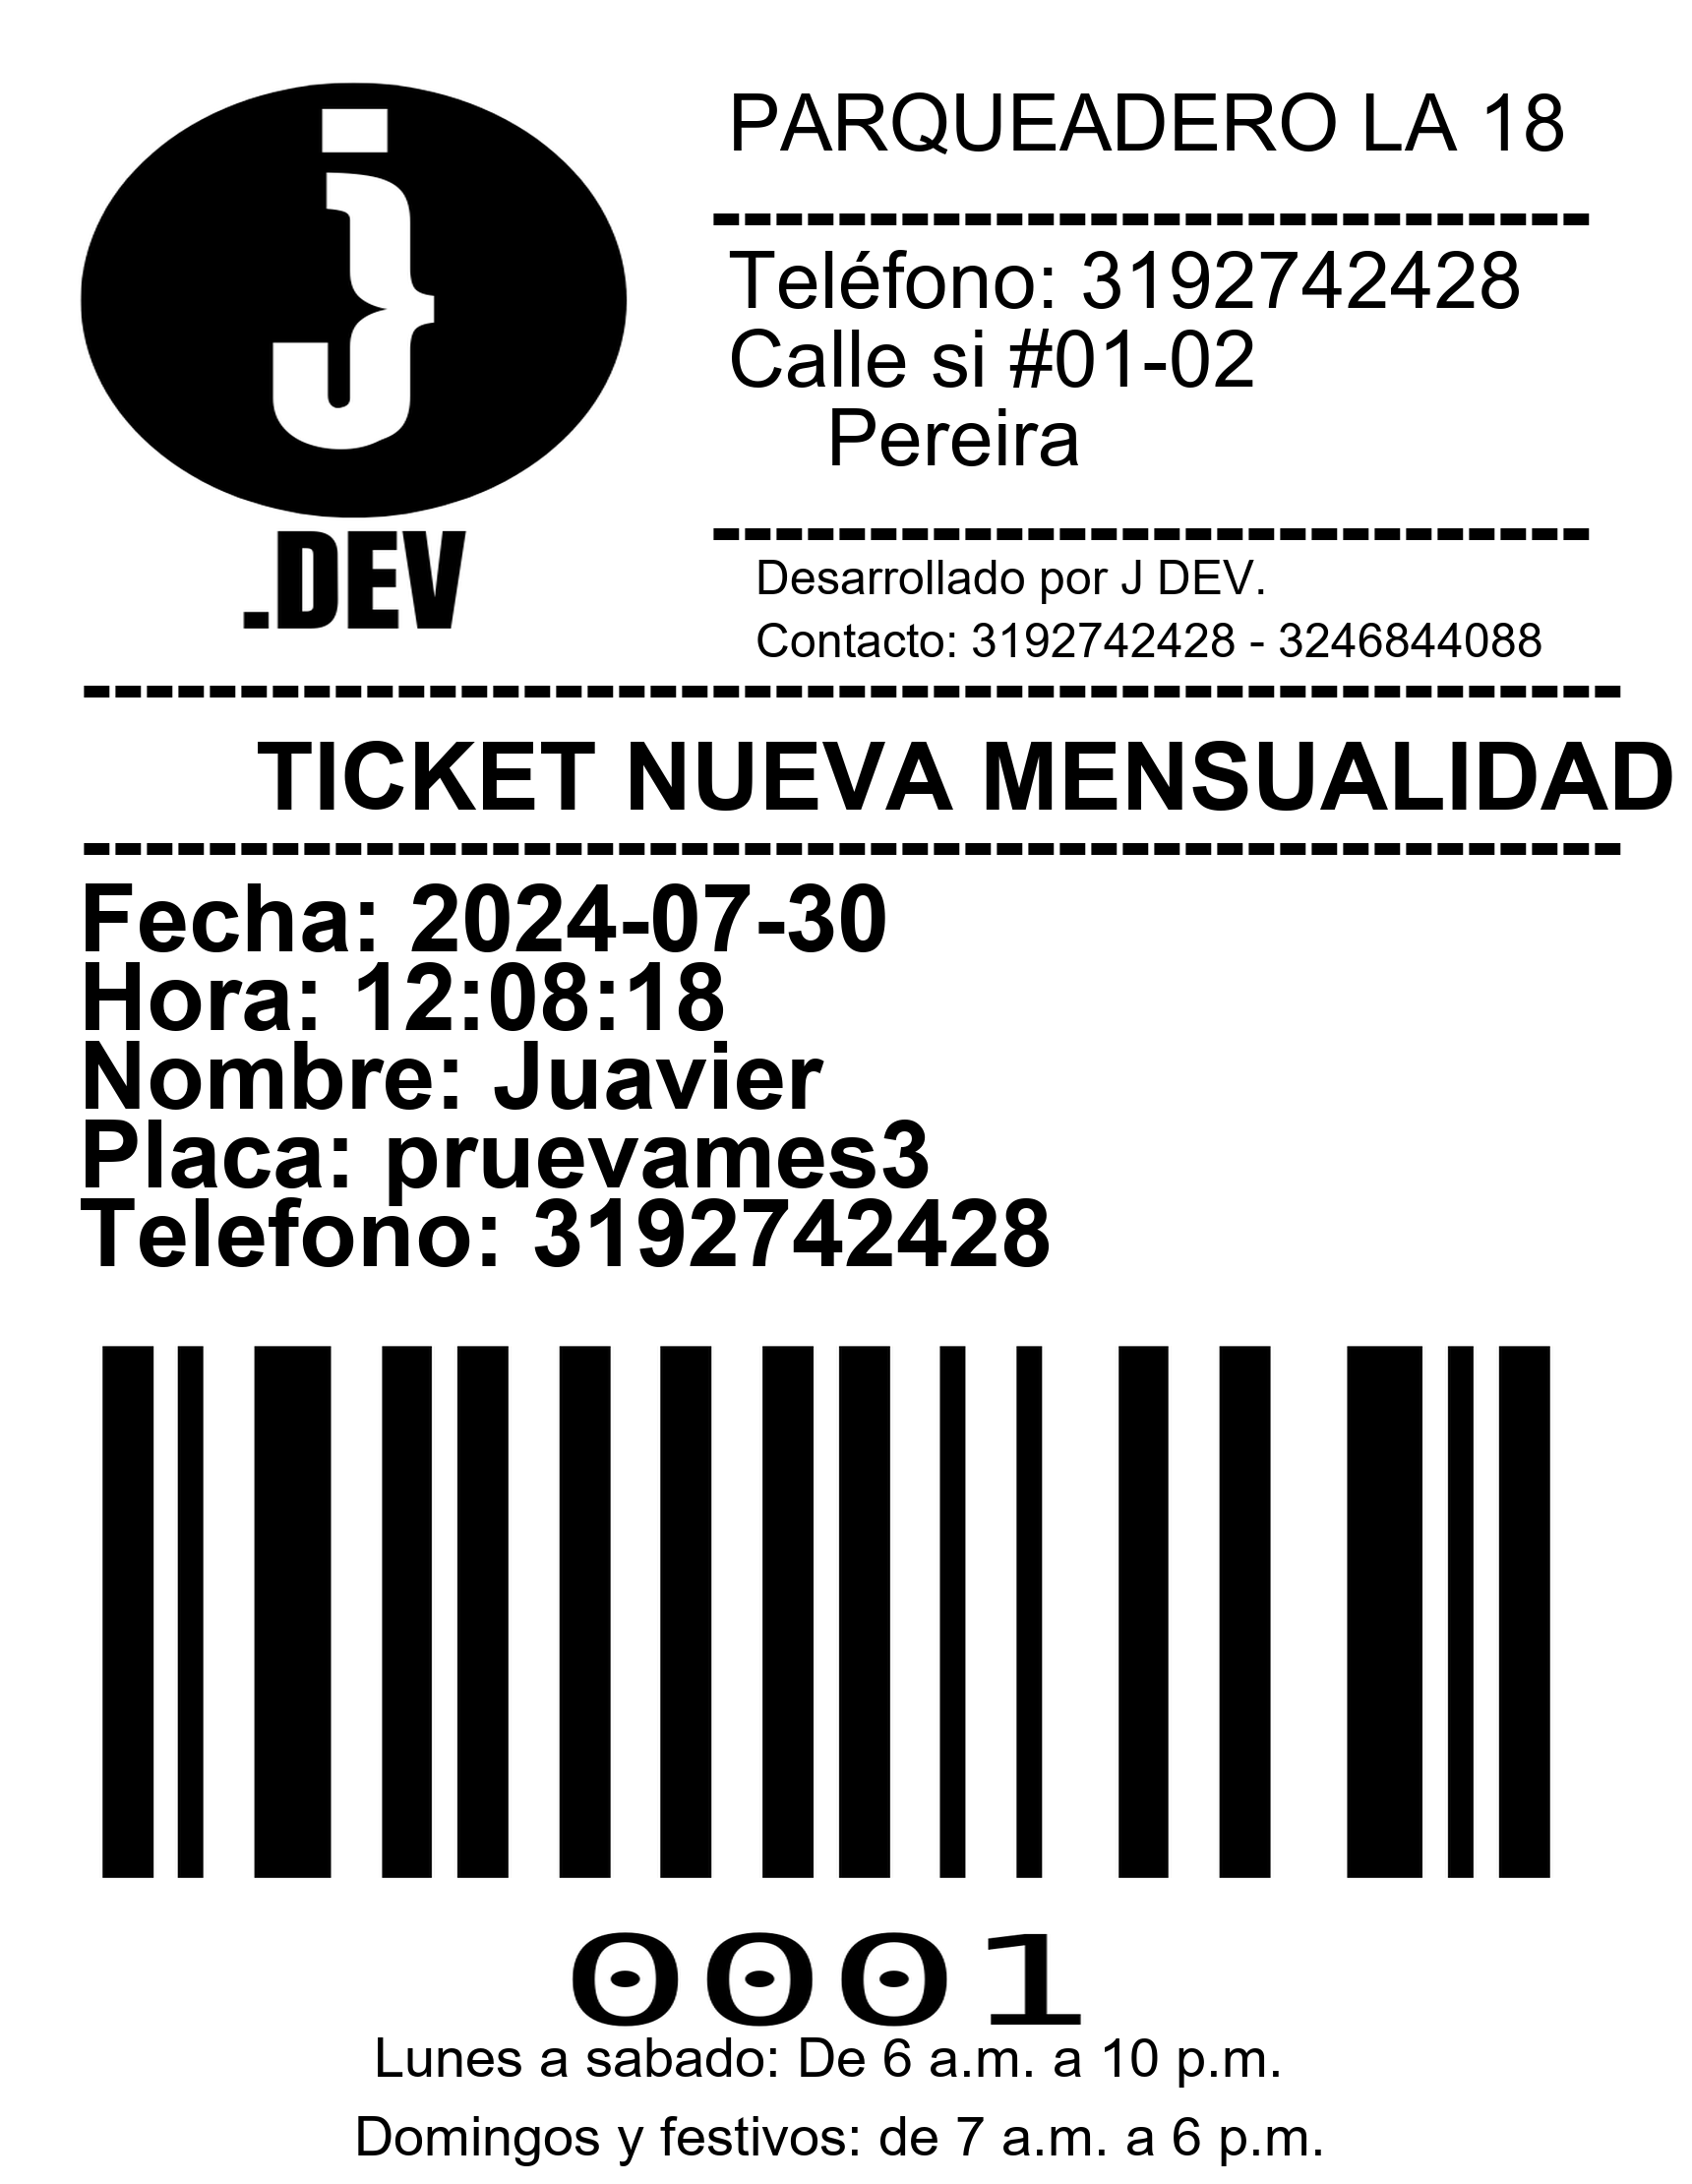 j
.DEV
PARQUEADERO LA 18
----------------------------
Teléfono: 3192742428
Calle si #01-02
Pereira
----------------------------
Desarrollado por J DEV.
Contacto: 3192742428 - 3246844088
-------------------------------------------------
TICKET NUEVA MENSUALIDAD
-------------------------------------------------
Fecha: 2024-07-30
Hora: 12:08:18
Nombre: Juavier
Placa: pruevames3
Telefono: 3192742428
0001
Lunes a sabado: De 6 a.m. a 10 p.m.
Domingos y festivos: de 7 a.m. a 6 p.m.